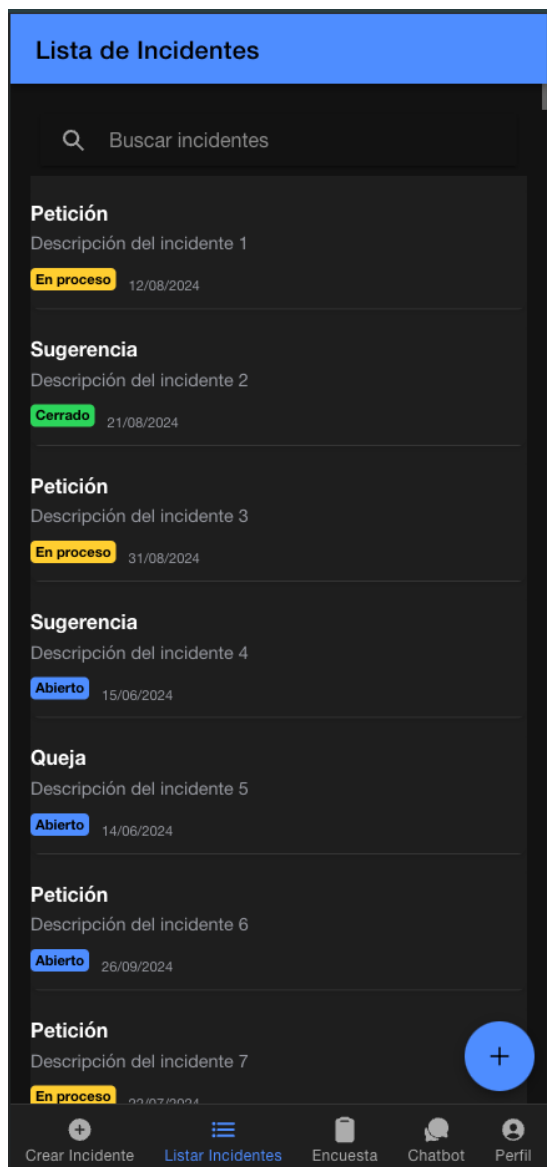 Lista de Incidentes
Buscar incidentes
Petición
Descripción del incidente 1
En proceso 12/08/2024
Sugerencia
Descripción del incidente 2
Cerrado 21/08/2024
Petición
Descripción del incidente 3
En proceso 31/08/2024
Sugerencia
Descripción del incidente 4
Abierto 15/06/2024
Queja
Descripción del incidente 5
Abierto 14/06/2024
Petición
Descripción del incidente 6
Abierto 26/09/2024
Petición
Descripción del incidente 7
En proceso 22/07/2024
Crear Incidente Listar Incidentes Encuesta Chatbot Perfil